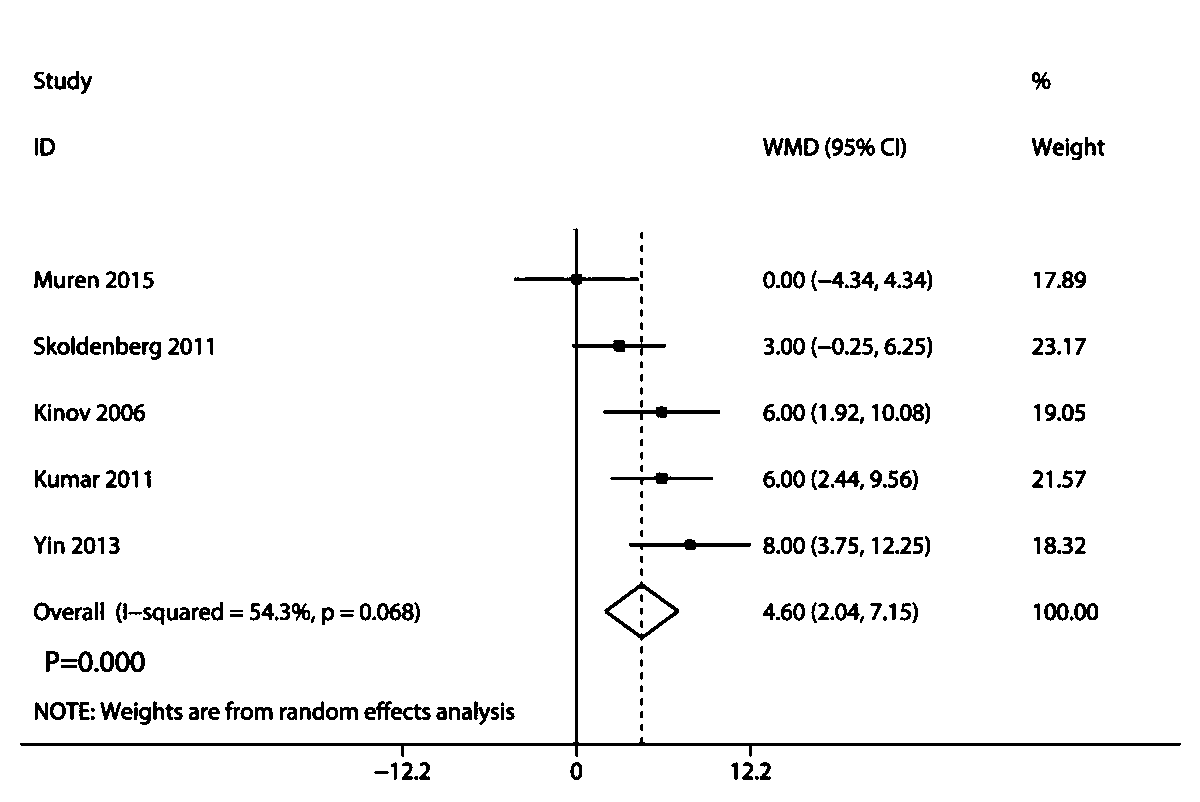 Study %
ID WMD (95% CI) Weight
Muren 2015 0.00 (−4.34, 4.34) 17.89
Skoldenberg 2011 3.00 (−0.25, 6.25) 23.17
Kinov 2006 6.00 (1.92, 10.08) 19.05
Kumar 2011 6.00 (2.44, 9.56) 21.57
Yin 2013 8.00 (3.75, 12.25) 18.32
Overall (I−squared = 54.3%, p = 0.068) 4.60 (2.04, 7.15) 100.00
P=0.000
NOTE: Weights are from random effects analysis
−12.2 0 12.2